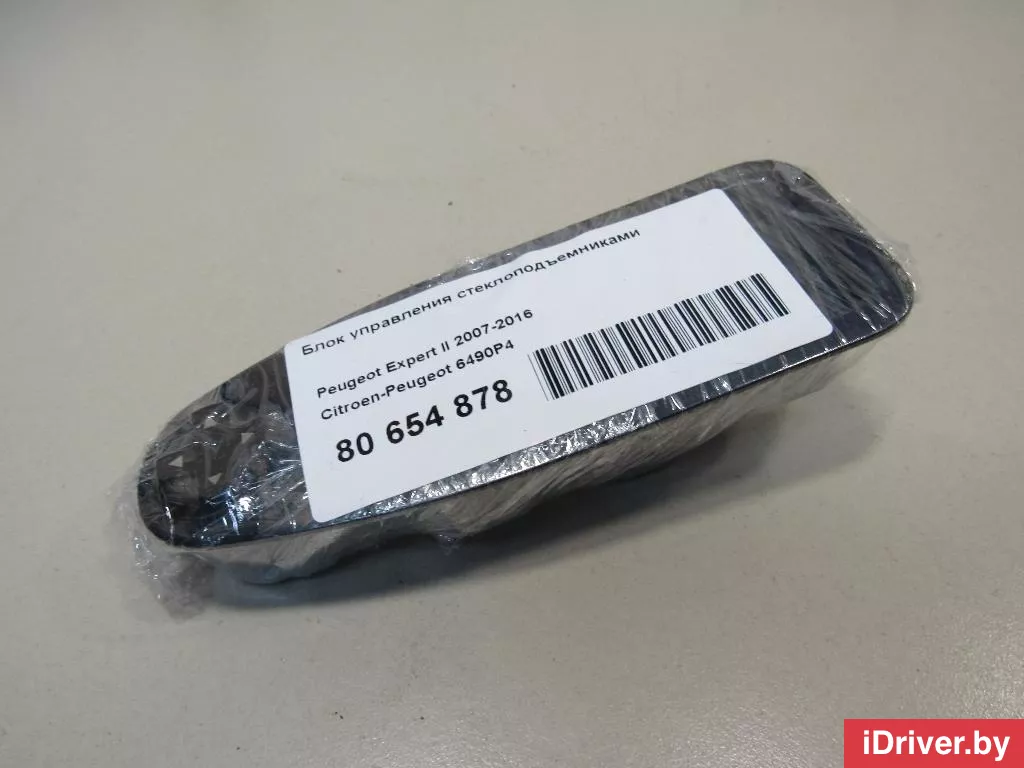 Блок управления стеклоподъемниками
Peugeot Expert II 2007-2016
Citroen-Peugeot 6490P4
80 654 878
iDriver.by